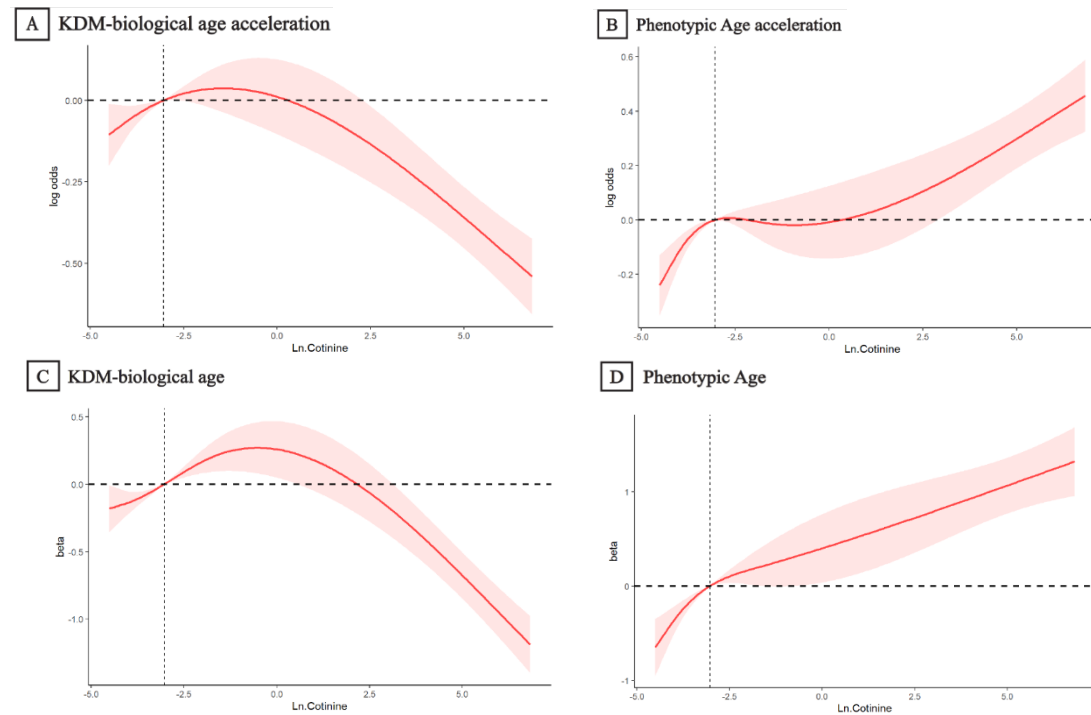 A KDM-biological age acceleration
0.00
-0.25
-0.50
log odds
-5.0 -2.5 0.0 2.5 5.0
Ln.Cotinine
B Phenotypic Age acceleration
0.6
0.4
0.2
0.0
-0.2
log odds
-5.0 -2.5 0.0 2.5 5.0
Ln.Cotinine
C KDM-biological age
0.5
0.0
-0.5
-1.0
beta
-5.0 -2.5 0.0 2.5 5.0
Ln.Cotinine
D Phenotypic Age
1
0
-1
beta
-5.0 -2.5 0.0 2.5 5.0
Ln.Cotinine